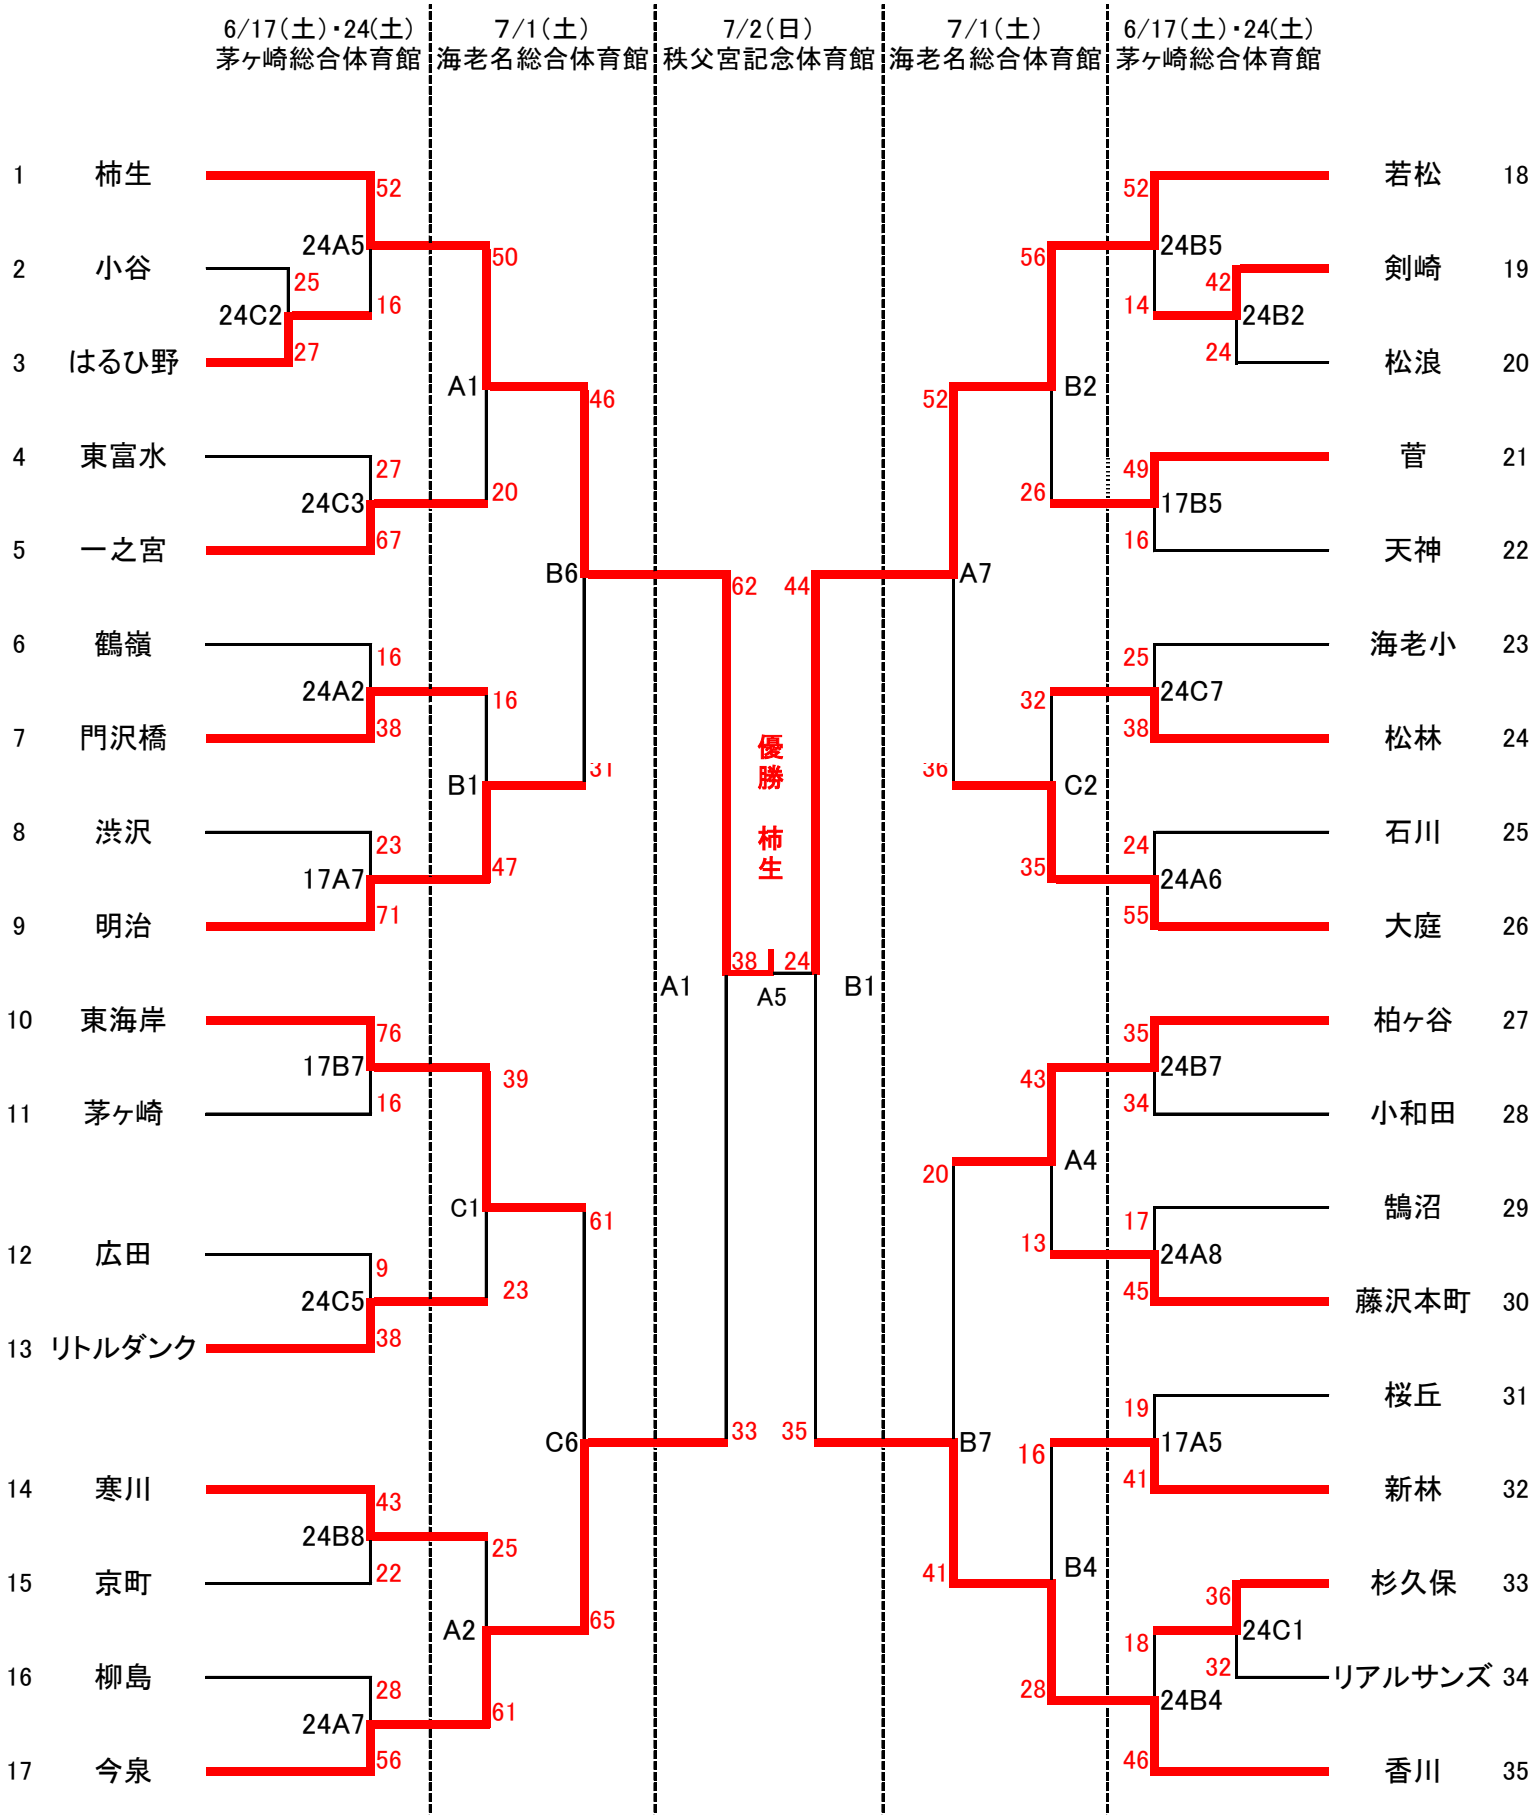 6/17(土)・24(土) 7/1(土) 7/2(日) 7/1(土) 6/17(土)・24(土)
茅ヶ崎総合体育館 海老名総合体育館 秩父宮記念体育館 海老名総合体育館 茅ヶ崎総合体育館
1 柿生 52 52 若松 18
24A5 50 56 24B5
2 小谷 25 42 剣崎 19
24C2 16 14 24B2
3 はるひ野 27 24 松浪 20
A1 46 52 B2
4 東富水 27 49 菅 21
24C3 20 26 17B5
5 一之宮 67 16 天神 22
B6 62 44 A7
6 鶴嶺 16 25 海老小 23
24A2 16 32 24C7
7 門沢橋 38 38 松林 24
優勝 柿生
B1 31 36 C2
8 渋沢 23 24 石川 25
17A7 47 35 24A6
9 明治 71 55 大庭 26
A1 38 24 B1
A5
10 東海岸 76 35 柏ヶ谷 27
17B7 39 43 24B7
11 茅ヶ崎 16 34 小和田 28
20 A4
C1 61 17 鵠沼 29
12 広田 9 13 24A8
24C5 23 45 藤沢本町 30
13 リトルダンク 38
19 桜丘 31
C6 33 35 B7 16 17A5
14 寒川 43 41 新林 32
24B8 25
15 京町 22 41 B4 36 杉久保 33
A2 65 18 24C1
16 柳島 28 32 リアルサンズ 34
24A7 61 28 24B4
17 今泉 56 46 香川 35